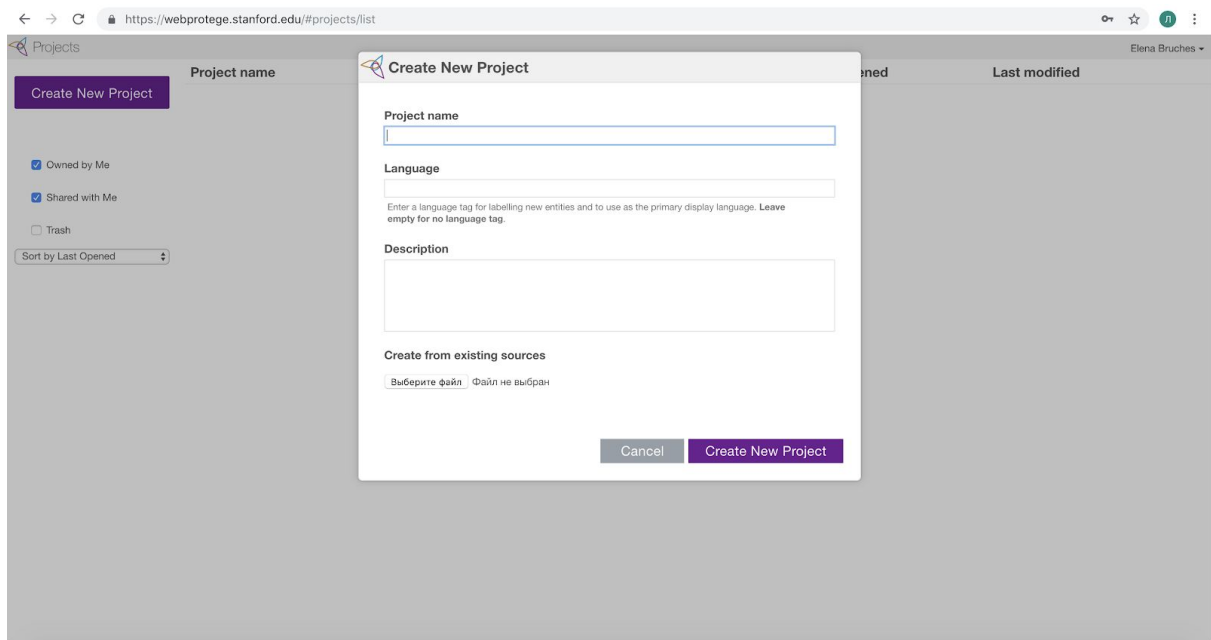 https://webprotege.stanford.edu/#projects/list
Л
Projects
Elena Bruches
Project name
ened
Last modified
Create New Project
Owned by Me
Shared with Me
Trash
Sort by Last Opened
Create New Project
Project name
Language
Enter a language tag for labelling new entities and to use as the primary display language. Leave
empty for no language tag.
Description
Create from existing sources
Выберите файл Файл не выбран
Cancel
Create New Project